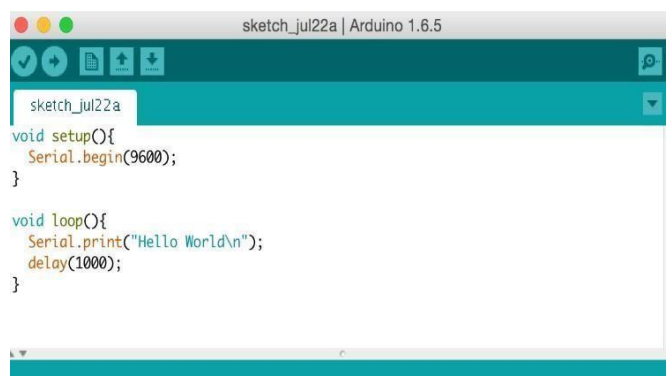 sketch_jul22a | Arduino 1.6.5
sketch_jul22a
void setup(){
  Serial.begin(9600);
}

void loop(){
  Serial.print("Hello World\n");
  delay(1000);
}